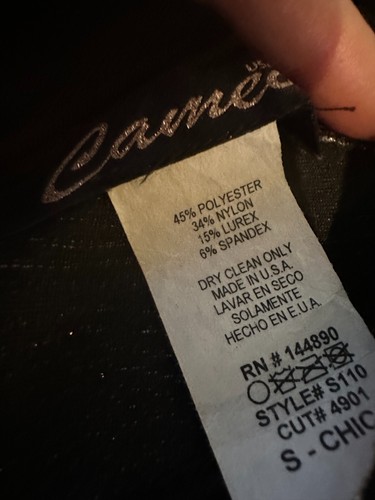 Cameo
45% POLYESTER
34% NYLON
15% LUREX
6% SPANDEX
DRY CLEAN ONLY
MADE IN U.S.A.
LAVAR EN SECO
SOLAMENTE
HECHO EN E.U.A.
RN # 144890
STYLE# S110
CUT# 4901
S - CHIC